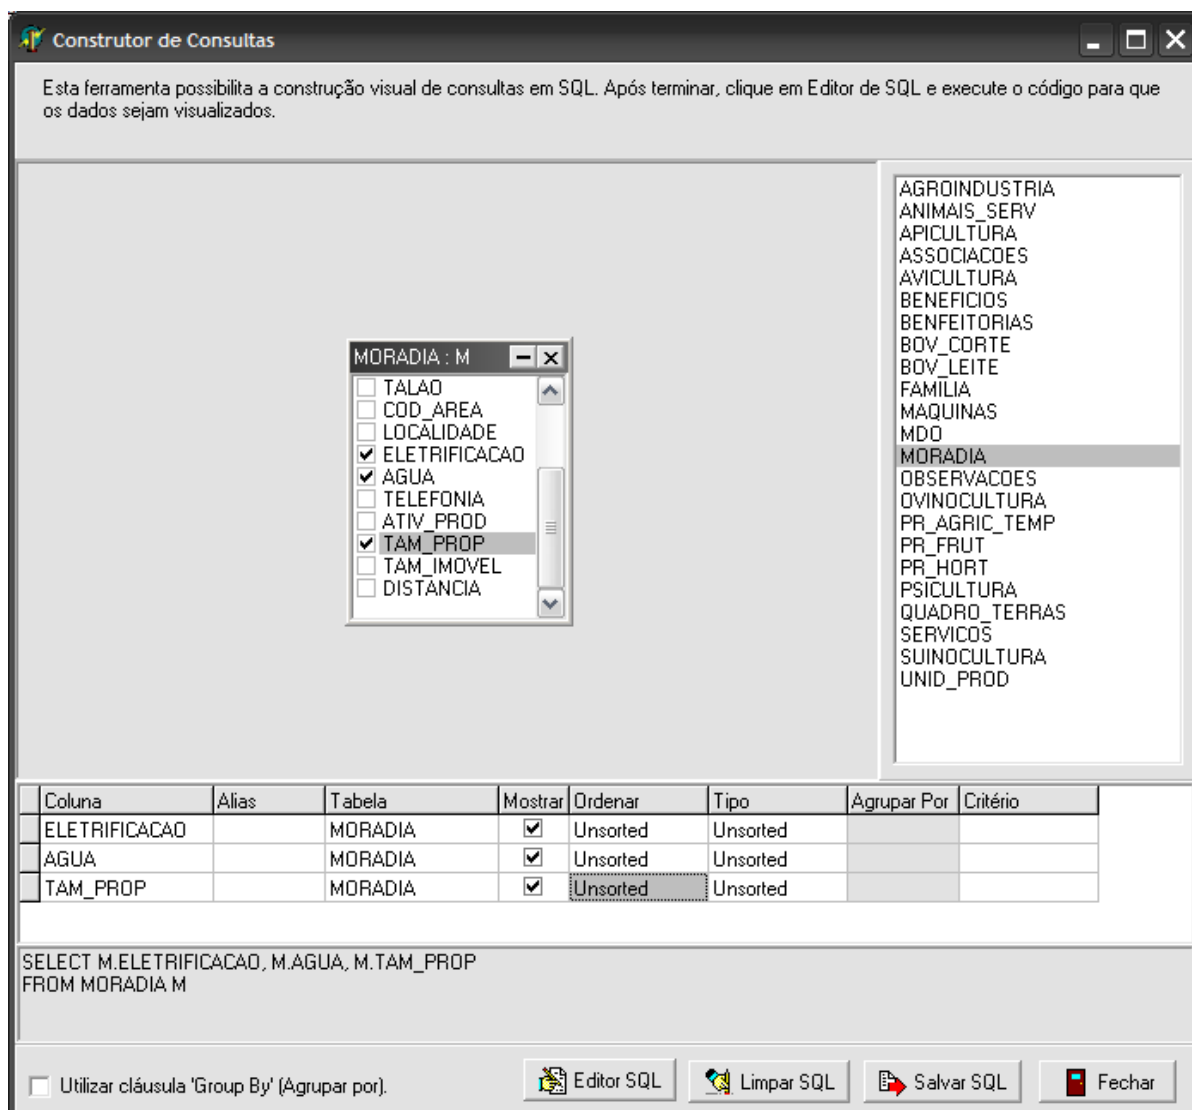 Construtor de Consultas
Esta ferramenta possibilita a construção visual de consultas em SQL. Após terminar, clique em Editor de SQL e execute o código para que
os dados sejam visualizados.
MORADIA : M
TALAO
COD_AREA
LOCALIDADE
ELETRIFICACAO
AGUA
TELEFONIA
ATIV_PROD
TAM_PROP
TAM_IMOVEL
DISTANCIA
AGROINDUSTRIA
ANIMAIS_SERV
APICULTURA
ASSOCIACOES
AVICULTURA
BENEFICIOS
BENFEITORIAS
BOV_CORTE
BOV_LEITE
FAMILIA
MAQUINAS
MDO
MORADIA
OBSERVACOES
OVINOCULTURA
PR_AGRIC_TEMP
PR_FRUT
PR_HORT
PSICULTURA
QUADRO_TERRAS
SERVICOS
SUINOCULTURA
UNID_PROD
Coluna Alias Tabela Mostrar Ordenar Tipo Agrupar Por Critério
ELETRIFICACAO MORADIA Unsorted Unsorted
AGUA MORADIA Unsorted Unsorted
TAM_PROP MORADIA Unsorted Unsorted
SELECT M.ELETRIFICACAO, M.AGUA, M.TAM_PROP
FROM MORADIA M
Utilizar cláusula 'Group By' (Agrupar por). Editor SQL Limpar SQL Salvar SQL Fechar